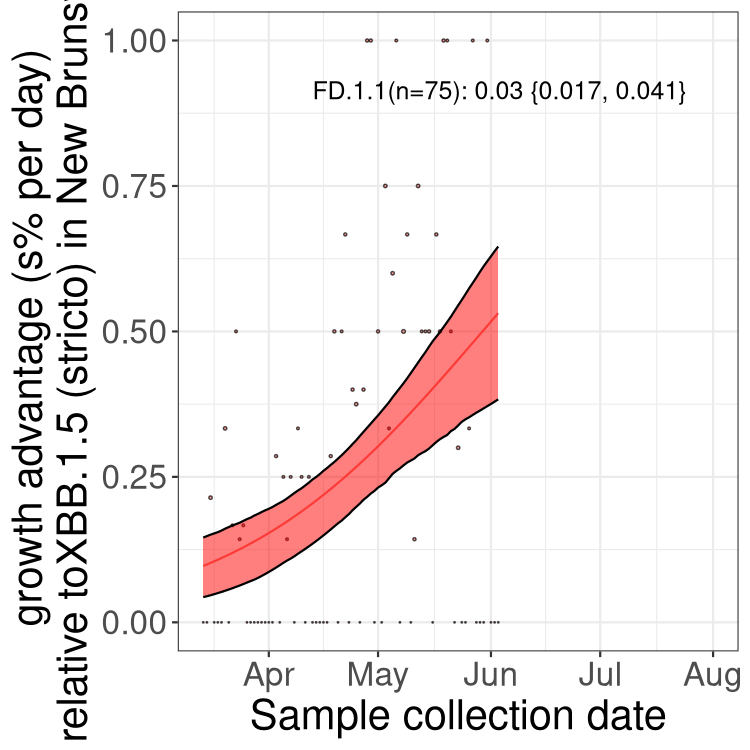 growth advantage (s% per day)
relative toXBB.1.5 (stricto) in New Bruns
1.00
0.75
0.50
0.25
0.00
FD.1.1(n=75): 0.03 {0.017, 0.041}
Apr May Jun Jul Aug
Sample collection date